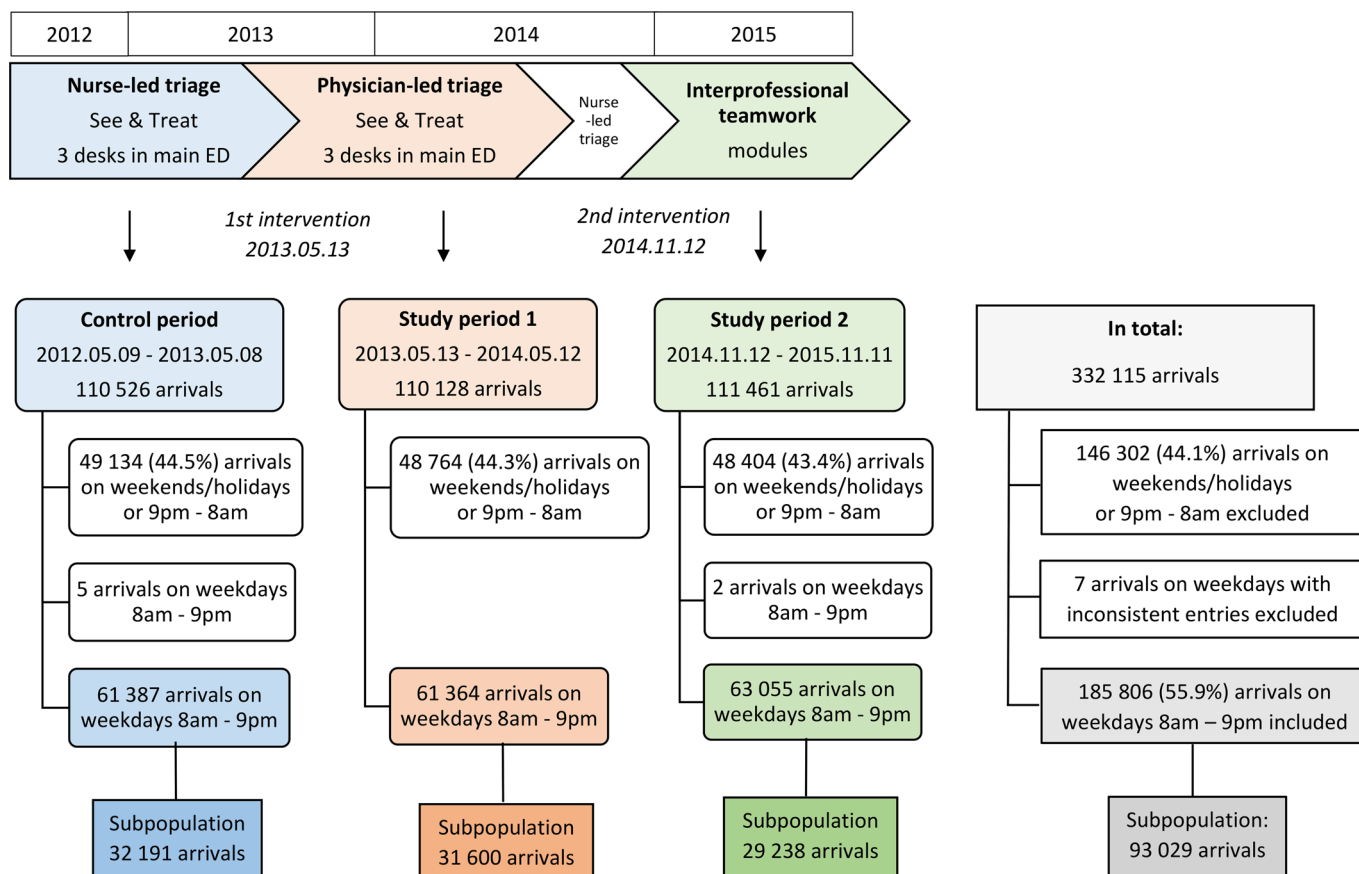 2012
2013
2014
2015
Nurse-led triage
See & Treat
3 desks in main ED
Physician-led triage
See & Treat
3 desks in main ED
Nurse
-led
triage
Interprofessional
teamwork
modules
1st intervention
2013.05.13
2nd intervention
2014.11.12
Control period
2012.05.09 - 2013.05.08
110 526 arrivals
49 134 (44.5%) arrivals
on weekends/holidays
or 9pm - 8am
5 arrivals on weekdays
8am - 9pm
61 387 arrivals on
weekdays 8am - 9pm
Subpopulation
32 191 arrivals
Study period 1
2013.05.13 - 2014.05.12
110 128 arrivals
48 764 (44.3%) arrivals on
weekends/holidays
or 9pm - 8am
61 364 arrivals on
weekdays 8am - 9pm
Subpopulation
31 600 arrivals
Study period 2
2014.11.12 - 2015.11.11
111 461 arrivals
48 404 (43.4%) arrivals
on weekends/holidays
or 9pm - 8am
2 arrivals on weekdays
8am - 9pm
63 055 arrivals on
weekdays 8am - 9pm
Subpopulation
29 238 arrivals
In total:
332 115 arrivals
146 302 (44.1%) arrivals on
weekends/holidays
or 9pm - 8am excluded
7 arrivals on weekdays with
inconsistent entries excluded
185 806 (55.9%) arrivals on
weekdays 8am – 9pm included
Subpopulation:
93 029 arrivals